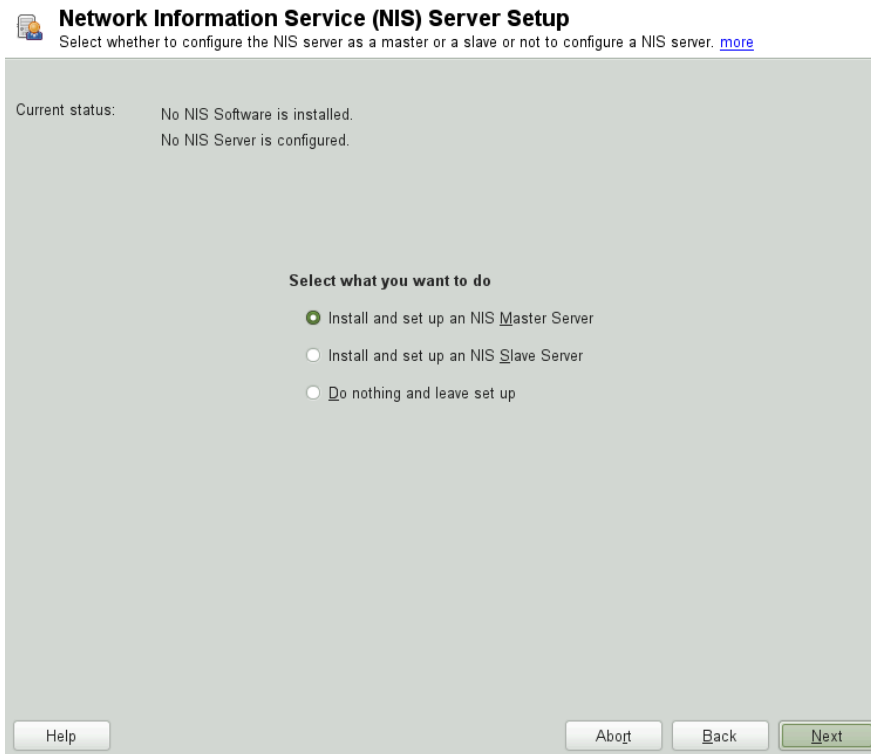 Network Information Service (NIS) Server Setup
Select whether to configure the NIS server as a master or a slave or not to configure a NIS server. more
Current status:
No NIS Software is installed.
No NIS Server is configured.
Select what you want to do
Install and set up an NIS Master Server
Install and set up an NIS Slave Server
Do nothing and leave set up
Help
Abort
Back
Next